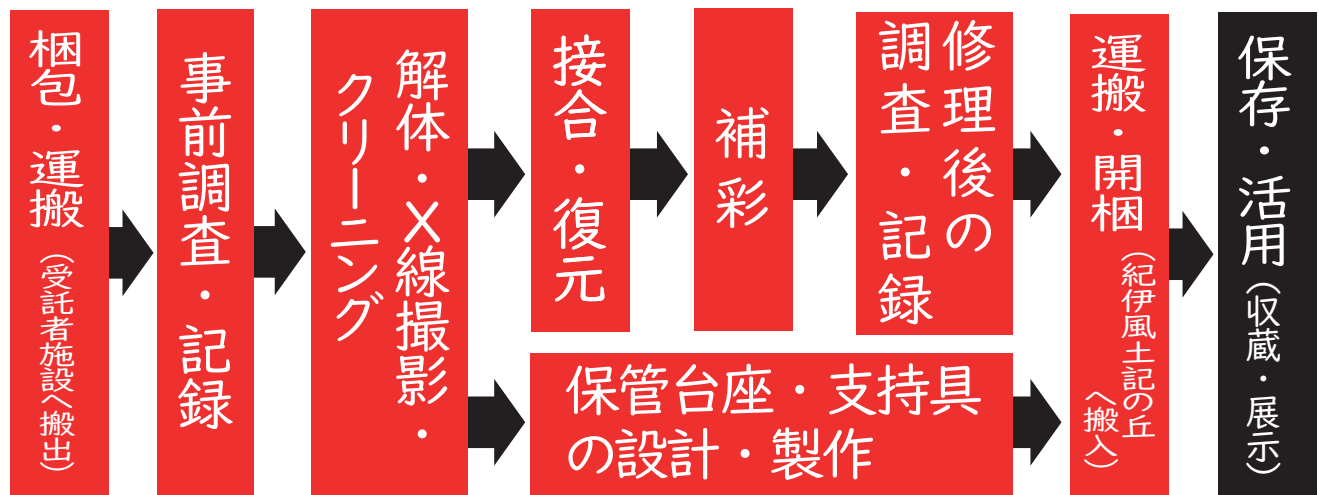 梱包・運搬
（受託者施設へ搬出）
事前調査・記録
解体・X線撮影・
クリーニング
接合・復元
補彩
修理後の
調査・記録
保管台座・支持具
の設計・製作
運搬・開梱
（紀伊風土記の丘
へ搬入）
保存・活用（収蔵・展示）